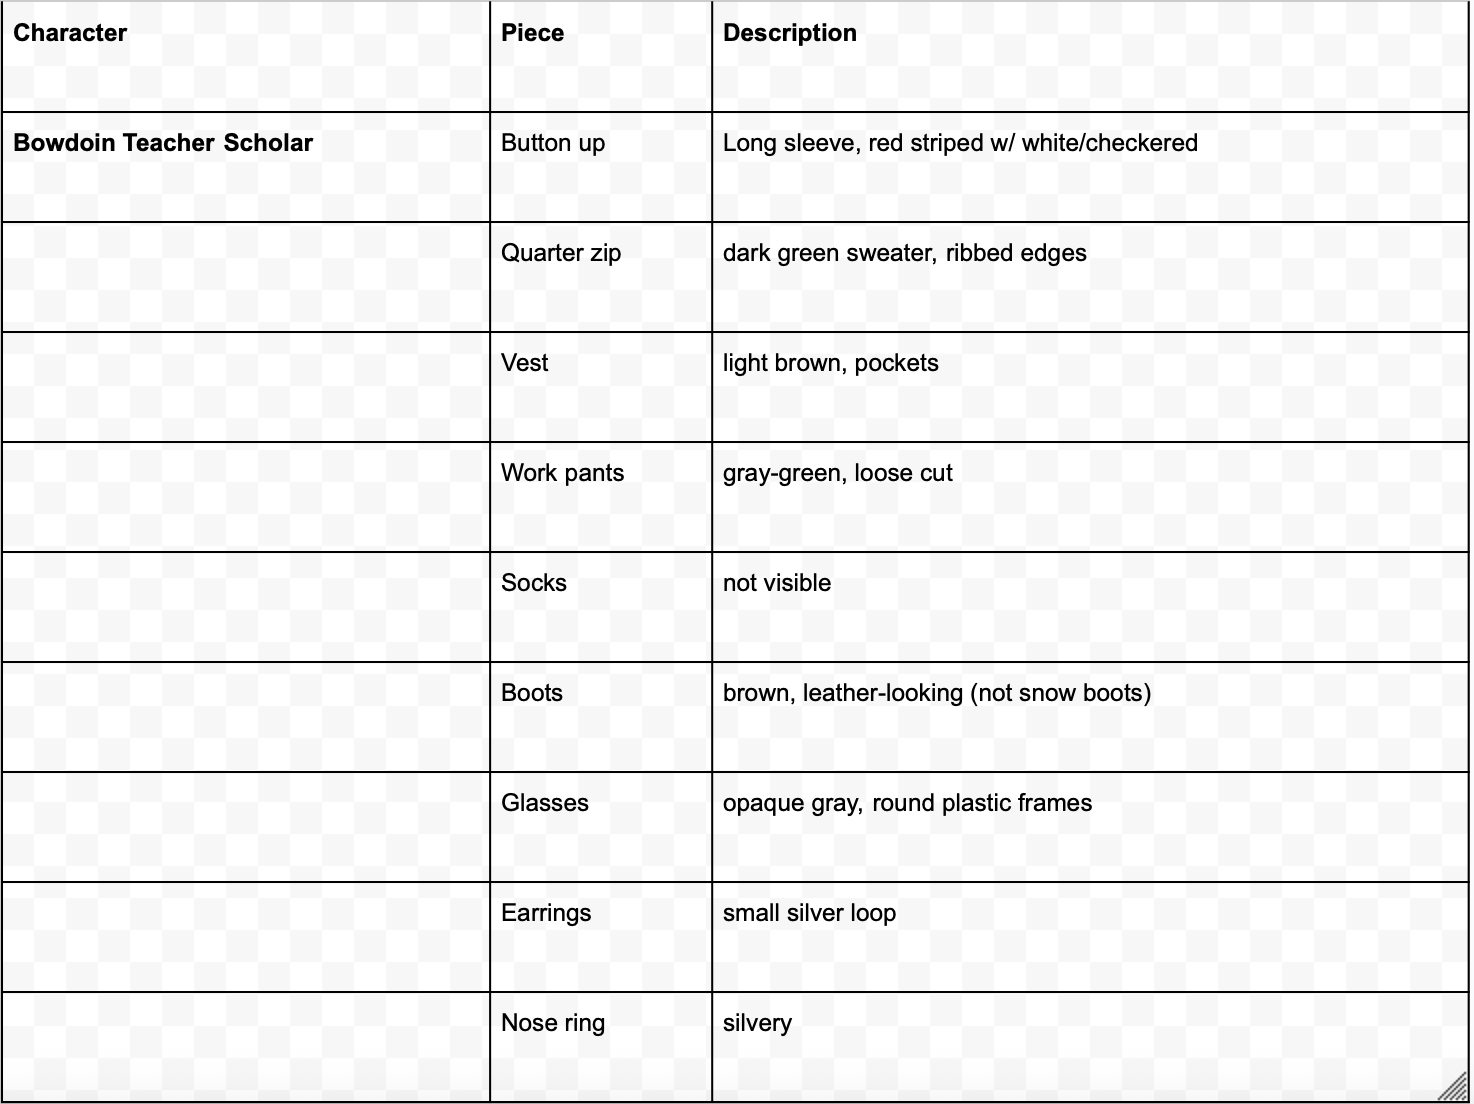 Character Piece Description
Bowdoin Teacher Scholar Button up Long sleeve, red striped w/ white/checkered
Quarter zip dark green sweater, ribbed edges
Vest light brown, pockets
Work pants gray-green, loose cut
Socks not visible
Boots brown, leather-looking (not snow boots)
Glasses opaque gray, round plastic frames
Earrings small silver loop
Nose ring silvery